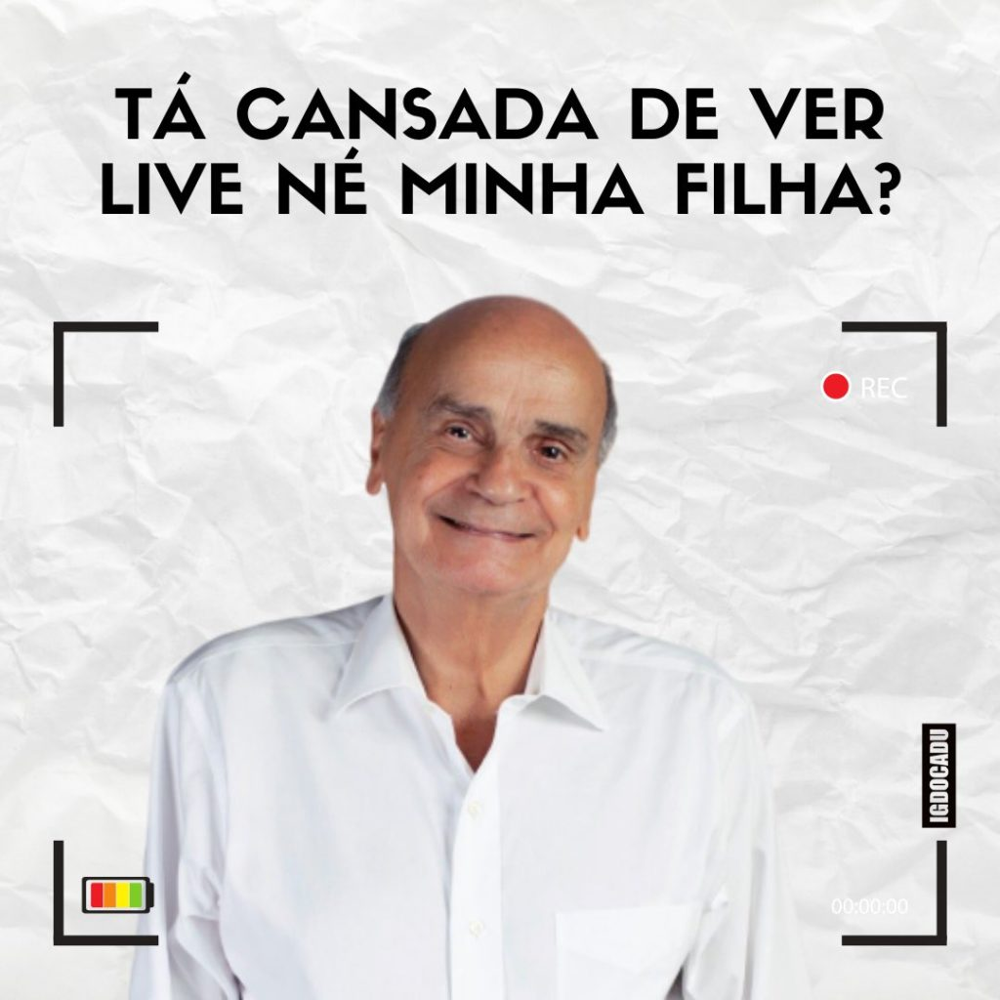 TÁ CANSADA DE VER
LIVE NÉ MINHA FILHA?
REC
IGDOCADU
00:00:00